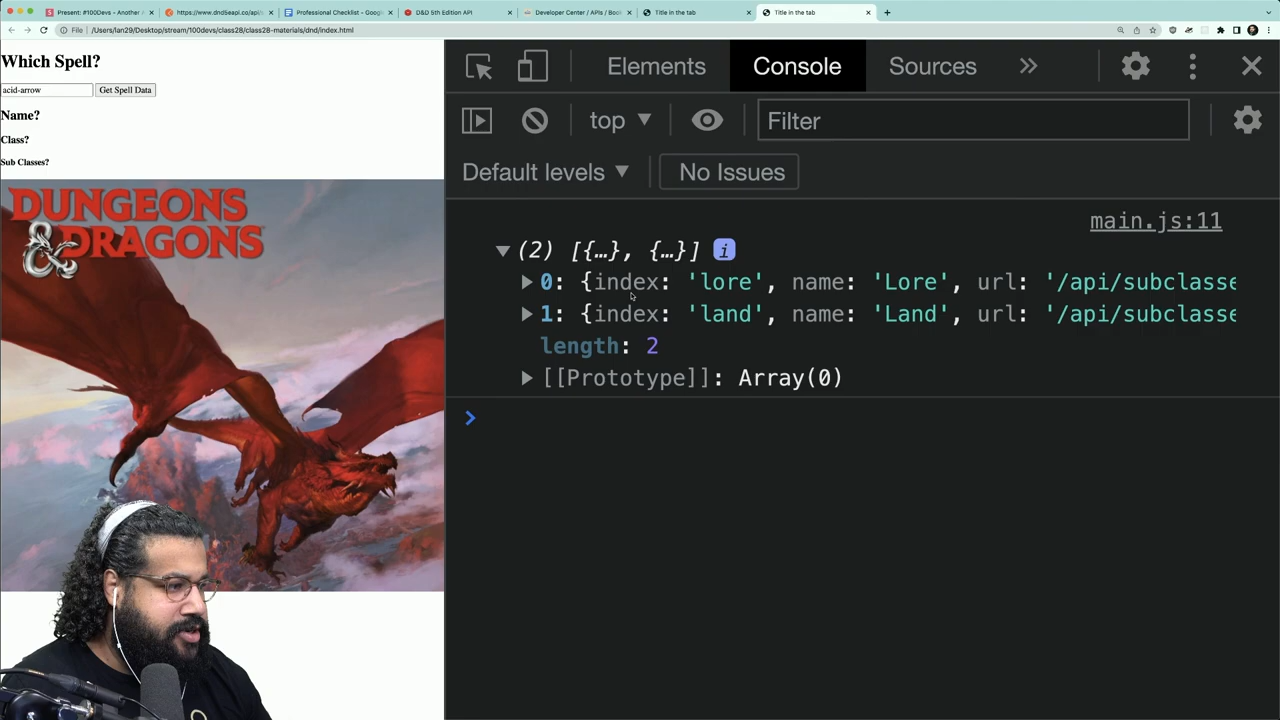 Present: #100Devs - Another A
https://www.dnd5eapi.co/api/s
Professional Checklist - Googl
D&D 5th Edition API
Developer Center / APIs / Boo
Title in the tab
Title in the tab
File
/Users/lan29/Desktop/stream/100devs/class28/class28-materials/dnd/index.html
Which Spell?
acid-arrow
Get Spell Data
Name?
Class?
Sub Classes?
DUNGEONS
& DRAGONS
Elements Console Sources
top Filter
Default levels No Issues
main.js:11
(2) [{…}, {…}] i
0: {index: 'lore', name: 'Lore', url: '/api/subclasse
1: {index: 'land', name: 'Land', url: '/api/subclasse
length: 2
[[Prototype]]: Array(0)